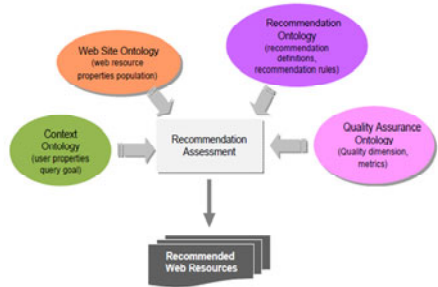 Web Site Ontology
(web resource
properties population)
Recommendation
Ontology
(recommendation
definitions,
recommendation rules)
Context
Ontology
(user properties
query goal)
Recommendation
Assessment
Quality Assurance
Ontology
(Quality dimension,
metrics)
Recommended
Web Resources